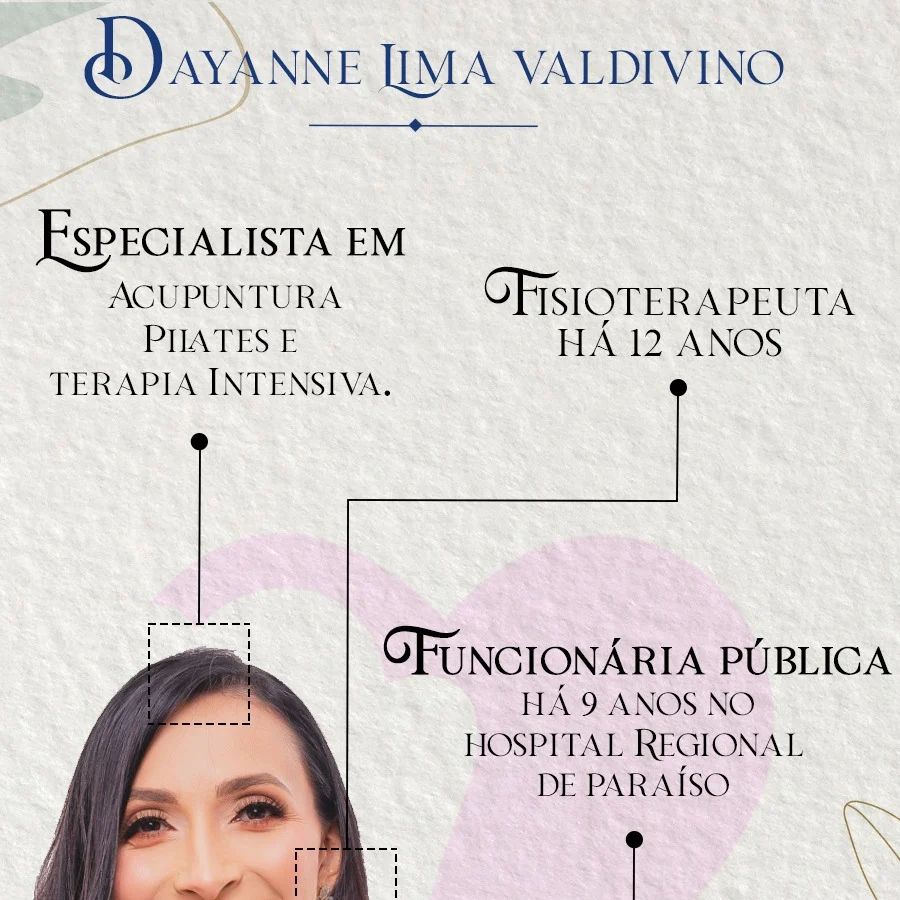 Dayanne Lima Valdivino
Especialista em
Acupuntura
Pilates e
terapia Intensiva.
Fisioterapeuta
há 12 anos
Funcionária pública
há 9 anos no
hospital Regional
de paraíso